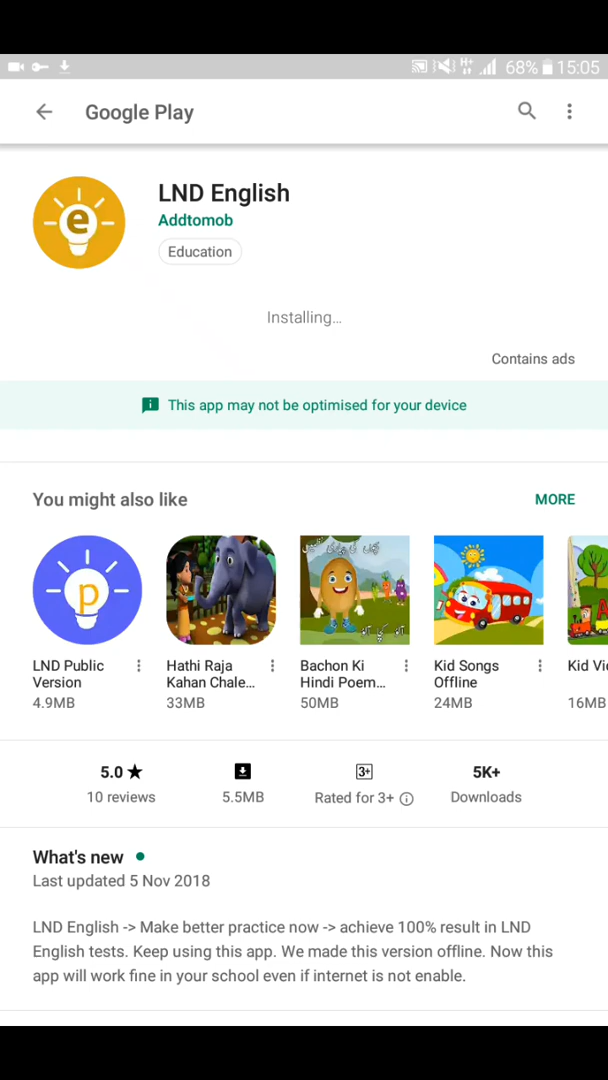 68% 15:05
Google Play
e
LND English
Addtomob
Education
Installing...
Contains ads
This app may not be optimised for your device
You might also like
MORE
p
LND Public Version
4.9MB
Hathi Raja Kahan Chale...
33MB
Bachon Ki Hindi Poem...
50MB
Kid Songs Offline
24MB
Kid Vi
16MB
5.0 ★
10 reviews
5.5MB
3+
Rated for 3+
5K+
Downloads
What's new
Last updated 5 Nov 2018
LND English -> Make better practice now -> achieve 100% result in LND
English tests. Keep using this app. We made this version offline. Now this
app will work fine in your school even if internet is not enable.